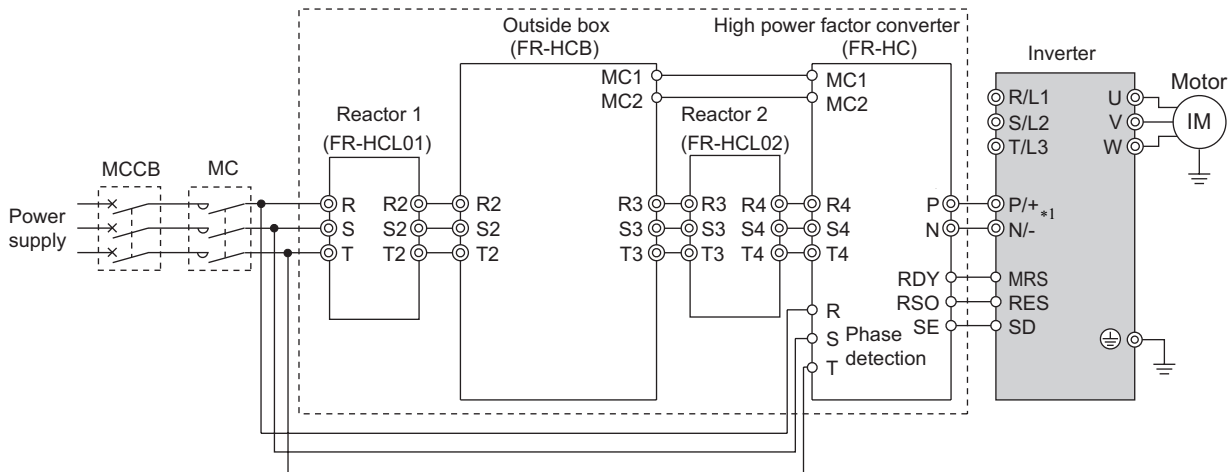 Outside box
(FR-HCB)
High power factor converter
(FR-HC)
Inverter
Motor
MC1
MC2
MC1
MC2
Reactor 1
(FR-HCL01)
Reactor 2
(FR-HCL02)
R/L1
S/L2
T/L3
U
V
W
IM
MCCB
MC
Power
supply
R
S
T
R2
S2
T2
R2
S2
T2
R3
S3
T3
R3
S3
T3
R4
S4
T4
R4
S4
T4
P
N
P/+
N/-
*1
RDY
RSO
SE
MRS
RES
SD
R
S
T
Phase
detection